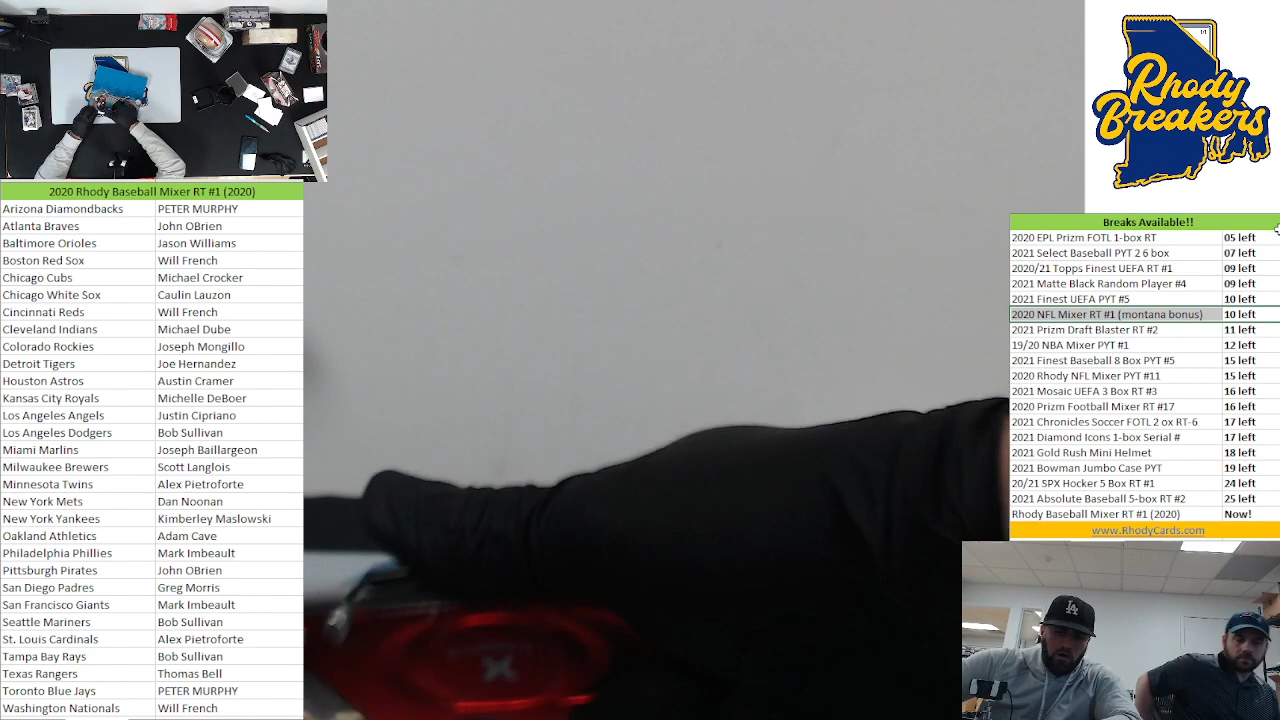 2020 Rhody Baseball Mixer RT #1 (2020)
Arizona Diamondbacks PETER MURPHY
Atlanta Braves John OBrien
Baltimore Orioles Jason Williams
Boston Red Sox Will French
Chicago Cubs Michael Crocker
Chicago White Sox Caulin Lauzon
Cincinnati Reds Will French
Cleveland Indians Michael Dube
Colorado Rockies Joseph Mongillo
Detroit Tigers Joe Hernandez
Houston Astros Austin Cramer
Kansas City Royals Michelle DeBoer
Los Angeles Angels Justin Cipriano
Los Angeles Dodgers Bob Sullivan
Miami Marlins Joseph Baillargeon
Milwaukee Brewers Scott Langlois
Minnesota Twins Alex Pietroforte
New York Mets Dan Noonan
New York Yankees Kimberley Maslowski
Oakland Athletics Adam Cave
Philadelphia Phillies Mark Imbeault
Pittsburgh Pirates John OBrien
San Diego Padres Greg Morris
San Francisco Giants Mark Imbeault
Seattle Mariners Bob Sullivan
St. Louis Cardinals Alex Pietroforte
Tampa Bay Rays Bob Sullivan
Texas Rangers Thomas Bell
Toronto Blue Jays PETER MURPHY
Washington Nationals Will French
1/1
Rhody
Breakers
Breaks Available!!
2020 EPL Prizm FOTL 1-box RT 05 left
2021 Select Baseball PYT 2 6 box 07 left
2020/21 Topps Finest UEFA RT #1 09 left
2021 Matte Black Random Player #4 09 left
2021 Finest UEFA PYT #5 10 left
2020 NFL Mixer RT #1 (montana bonus) 10 left
2021 Prizm Draft Blaster RT #2 11 left
19/20 NBA Mixer PYT #1 12 left
2021 Finest Baseball 8 Box PYT #5 15 left
2020 Rhody NFL Mixer PYT #11 15 left
2021 Mosaic UEFA 3 Box RT #3 16 left
2020 Prizm Football Mixer RT #17 16 left
2021 Chronicles Soccer FOTL 2 ox RT-6 17 left
2021 Diamond Icons 1-box Serial # 17 left
2021 Gold Rush Mini Helmet 18 left
2021 Bowman Jumbo Case PYT 19 left
20/21 SPX Hocker 5 Box RT #1 24 left
2021 Absolute Baseball 5-box RT #2 25 left
Rhody Baseball Mixer RT #1 (2020) Now!
www.RhodyCards.com
LA